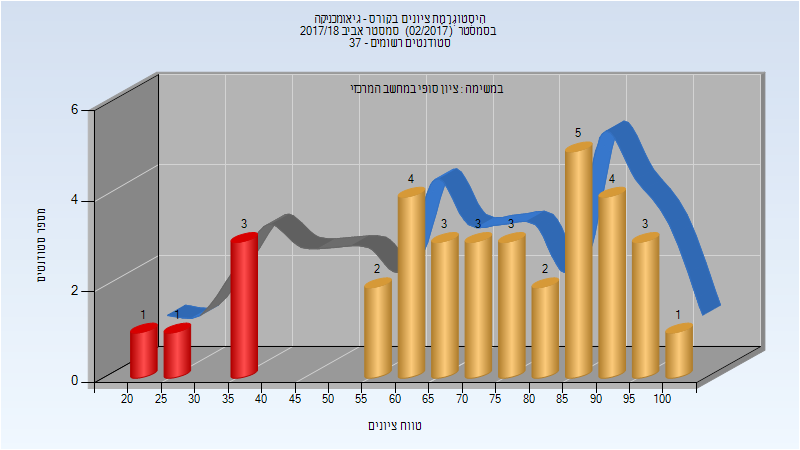 היסטוגרמת ציונים בקורס - גיאומכניקה
בסמסטר (02/2017) סמסטר אביב 2017/18
סטודנטים רשומים - 37
במשימה : ציון סופי במחשב המרכזי
מספר סטודנטים
6
4
2
0
1
1
3
2
4
3
3
3
2
5
4
3
1
20 25 30 35 40 45 50 55 60 65 70 75 80 85 90 95 100
טווח ציונים